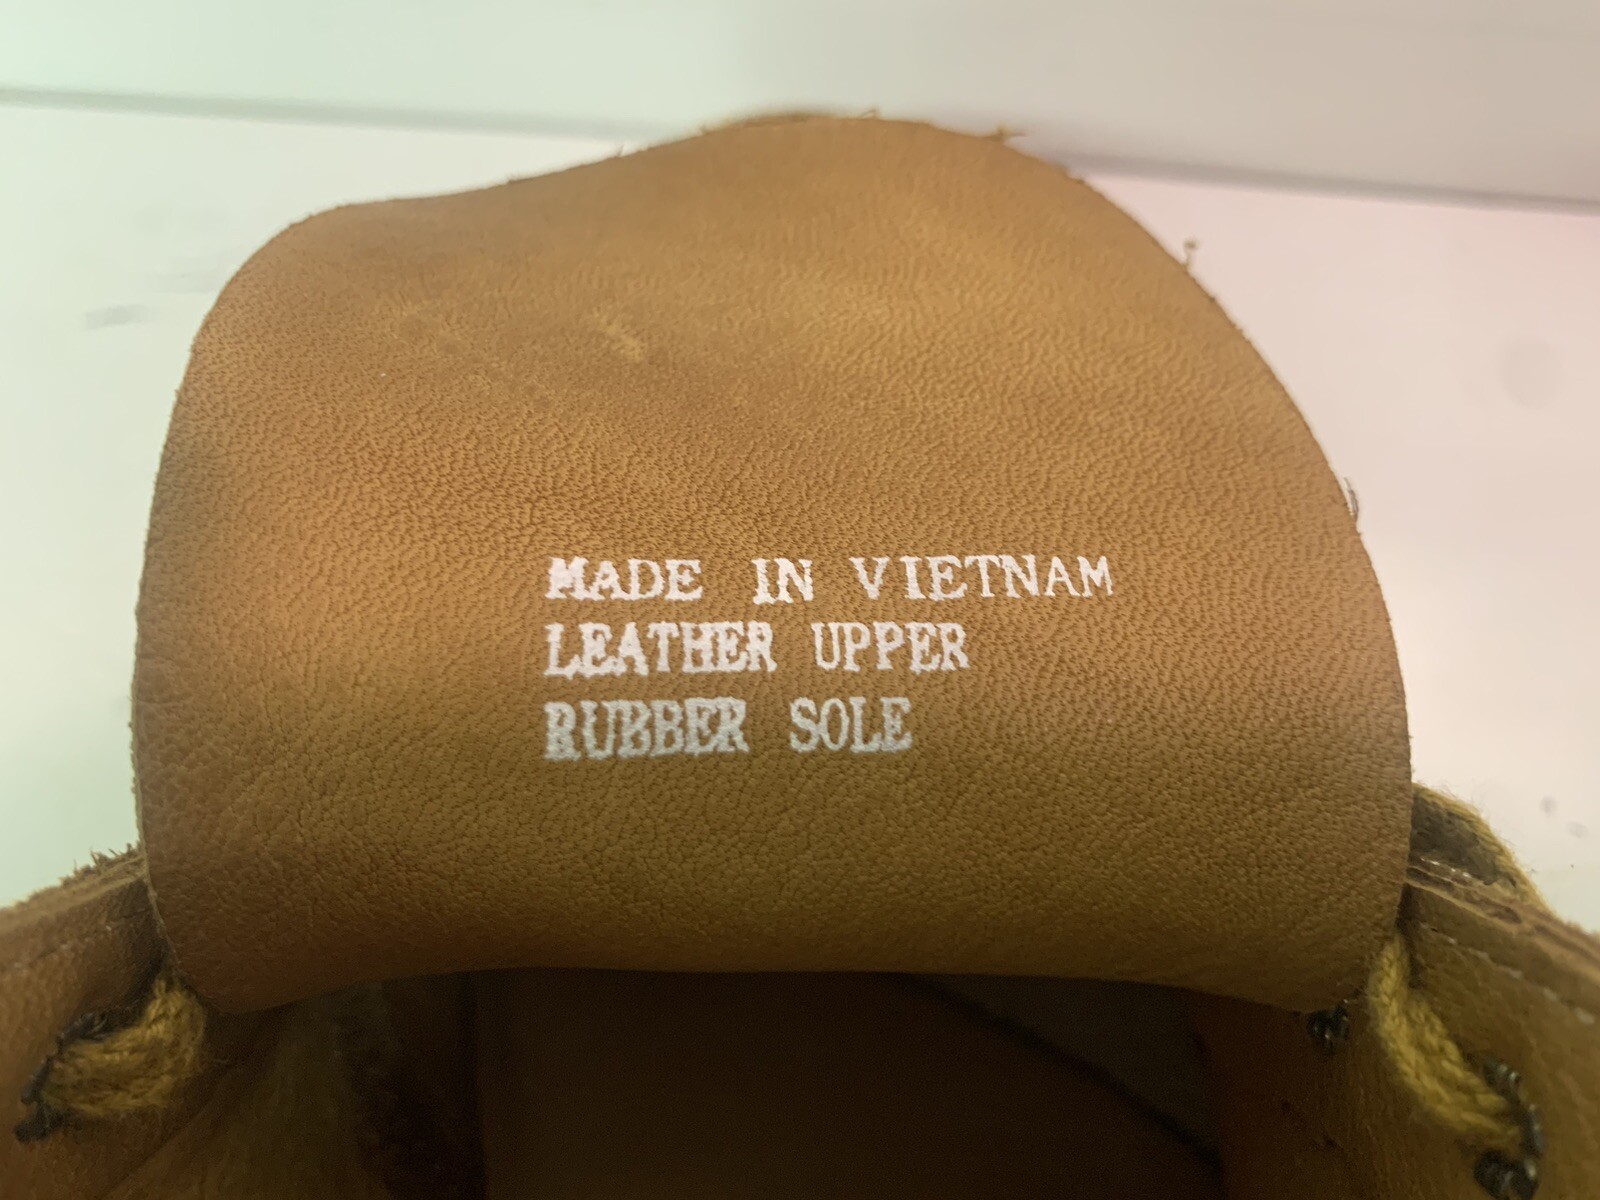 MADE IN VIETNAM
LEATHER UPPER
RUBBER SOLE